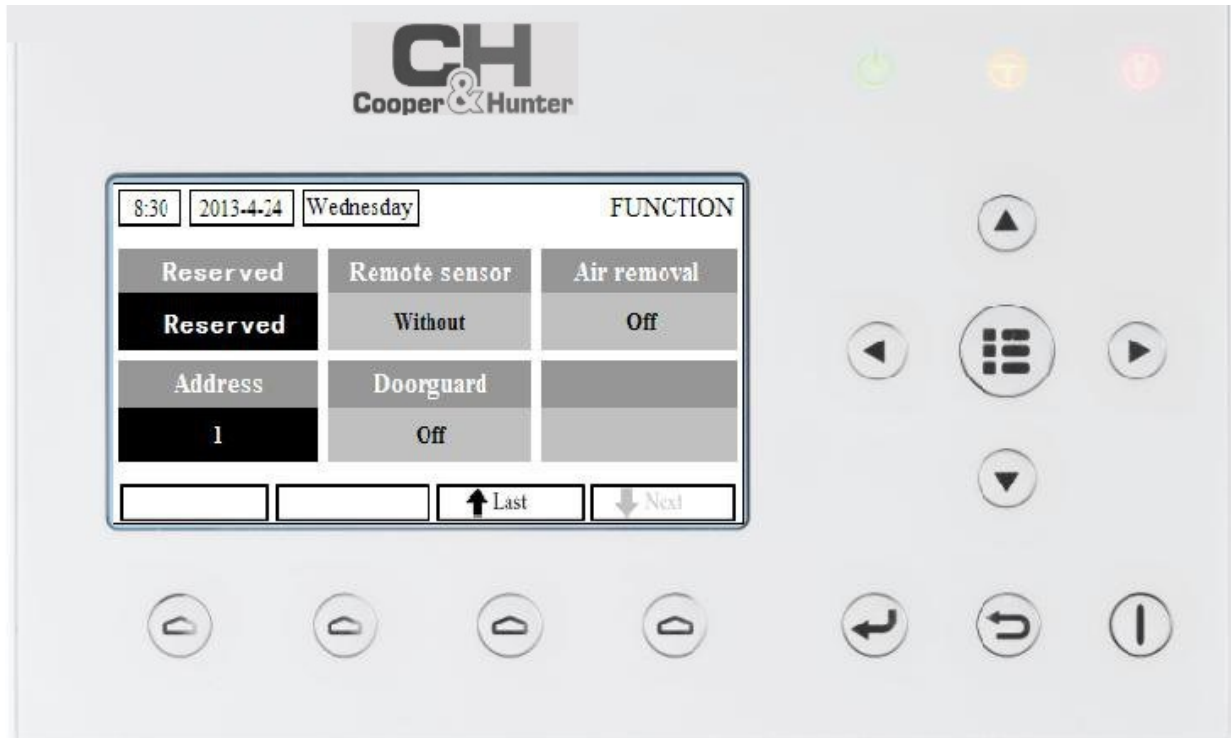 CH
Cooper & Hunter
8:30 2013-4-24 Wednesday FUNCTION
Reserved Remote sensor Air removal
Reserved Without Off
Address Doorguard
1 Off
Last Next